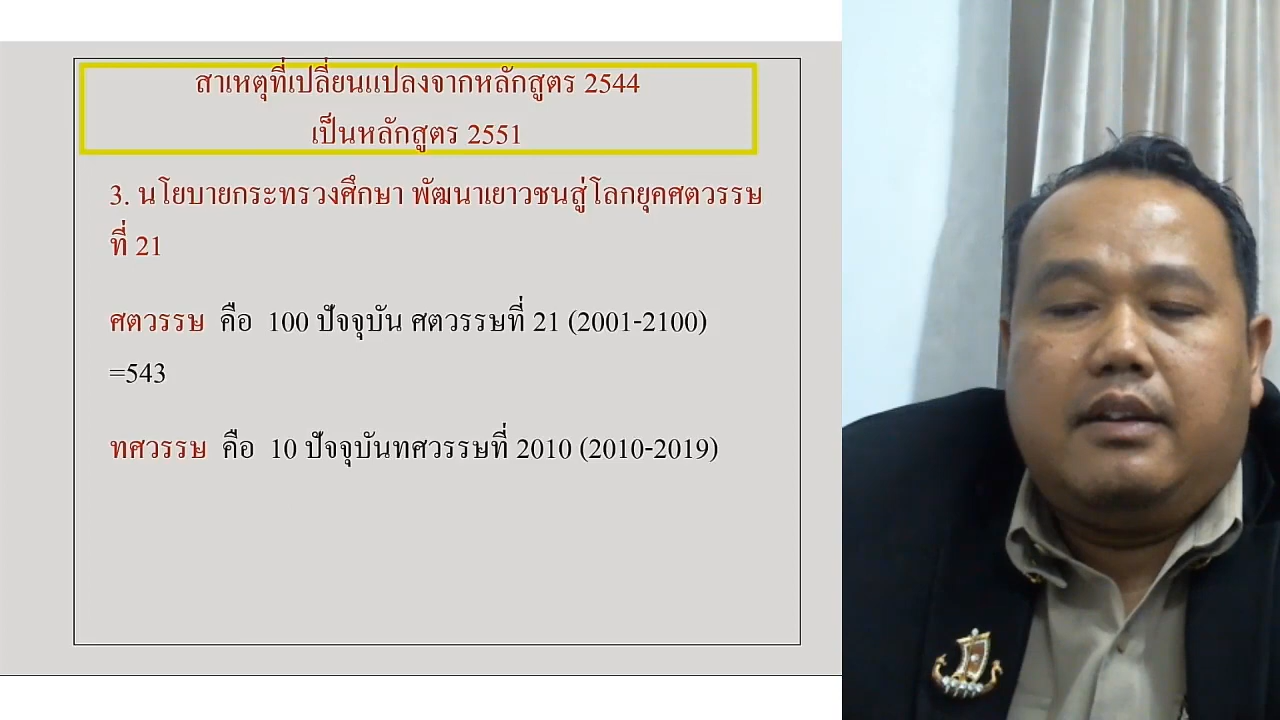 สาเหตุที่เปลี่ยนแปลงจากหลักสูตร 2544
เป็นหลักสูตร 2551
3. นโยบายกระทรวงศึกษา พัฒนาเยาวชนสู่โลกยุคศตวรรษ
ที่ 21
ศตวรรษ คือ 100 ปัจจุบัน ศตวรรษที่ 21 (2001-2100)
=543
ทศวรรษ คือ 10 ปัจจุบันทศวรรษที่ 2010 (2010-2019)